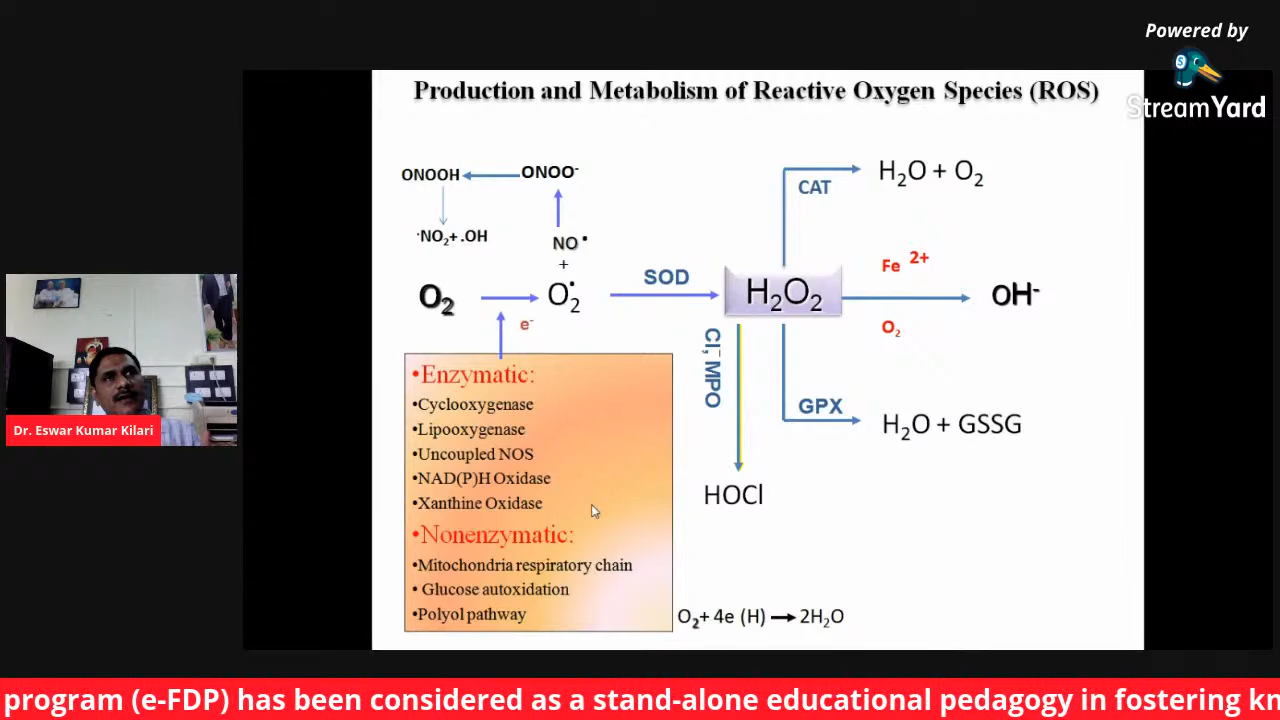 Powered by
StreamYard
Production and Metabolism of Reactive Oxygen Species (ROS)
ONOOH
ONOO⁻
CAT
H₂O + O₂
˙NO₂+ .OH
NO•
+
Fe 2+
O₂
e⁻
O₂•
SOD
H₂O₂
OH⁻
O₂
Cl⁻, MPO
GPX
H₂O + GSSG
HOCl
•Enzymatic:
•Cyclooxygenase
•Lipooxygenase
•Uncoupled NOS
•NAD(P)H Oxidase
•Xanthine Oxidase
•Nonenzymatic:
•Mitochondria respiratory chain
• Glucose autoxidation
•Polyol pathway
O₂+ 4e (H) → 2H₂O
Dr. Eswar Kumar Kilari
program (e-FDP) has been considered as a stand-alone educational pedagogy in fostering kn